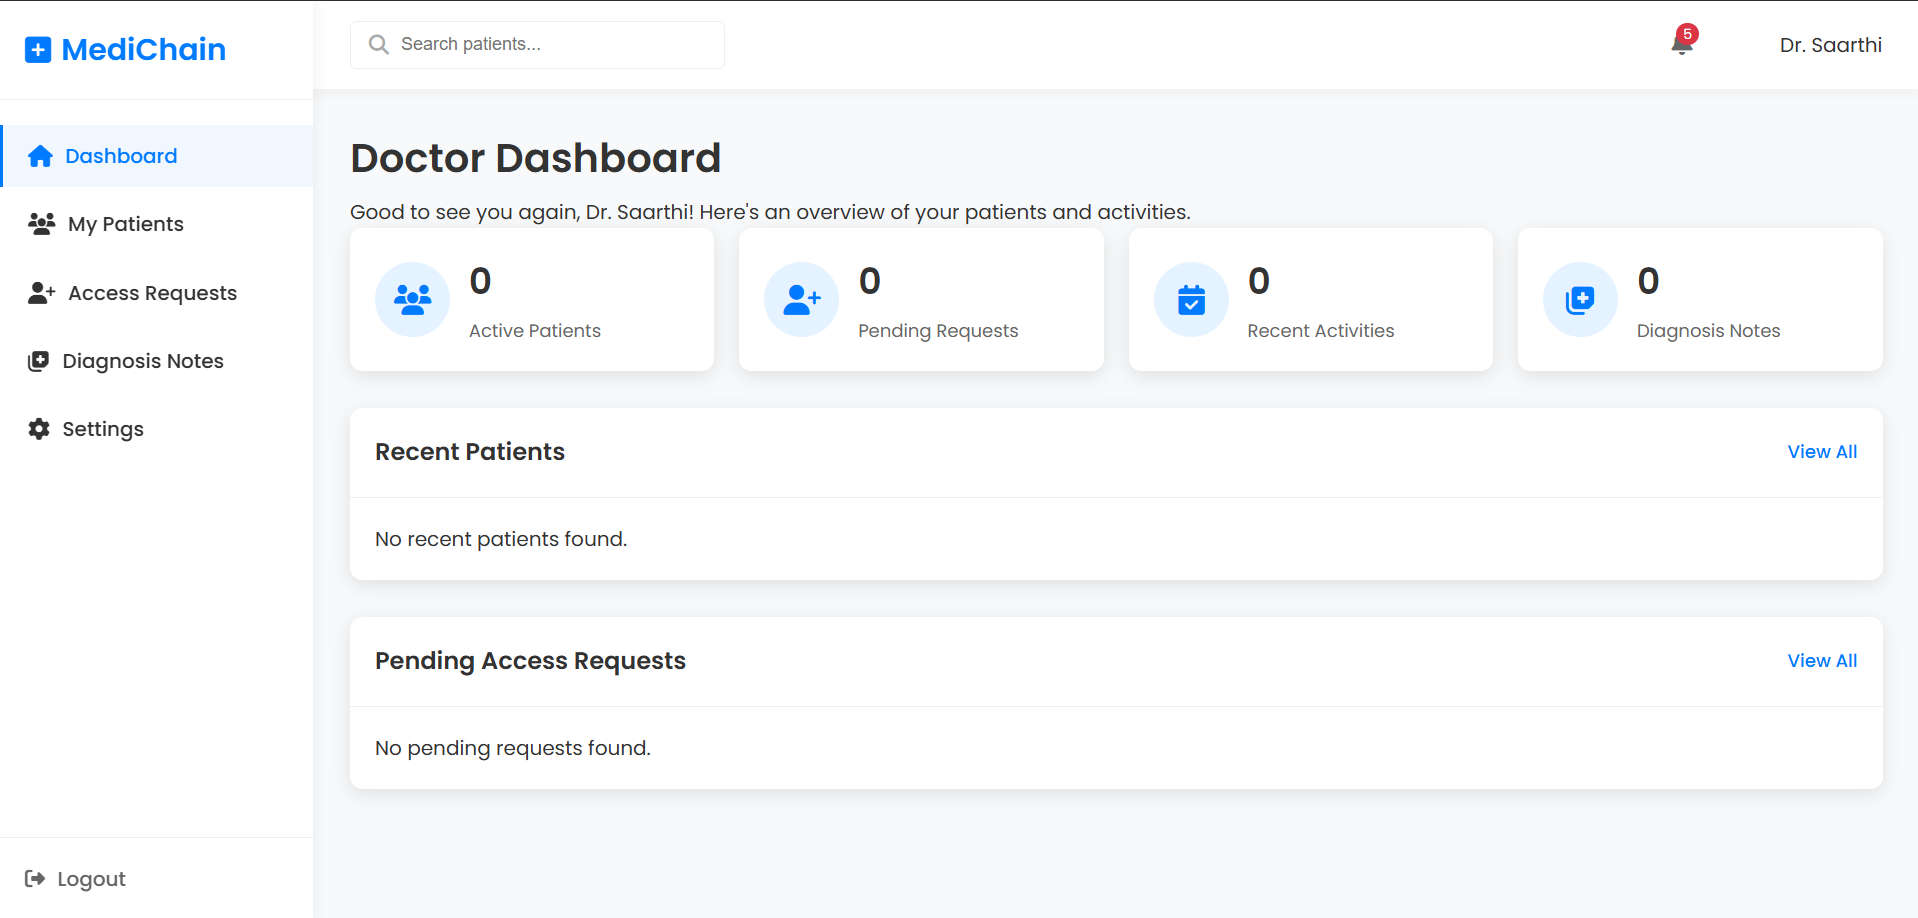 MediChain
Dashboard
My Patients
Access Requests
Diagnosis Notes
Settings
Logout
Search patients...
5
Dr. Saarthi
Doctor Dashboard
Good to see you again, Dr. Saarthi! Here's an overview of your patients and activities.
0
Active Patients
0
Pending Requests
0
Recent Activities
0
Diagnosis Notes
Recent Patients
View All
No recent patients found.
Pending Access Requests
View All
No pending requests found.